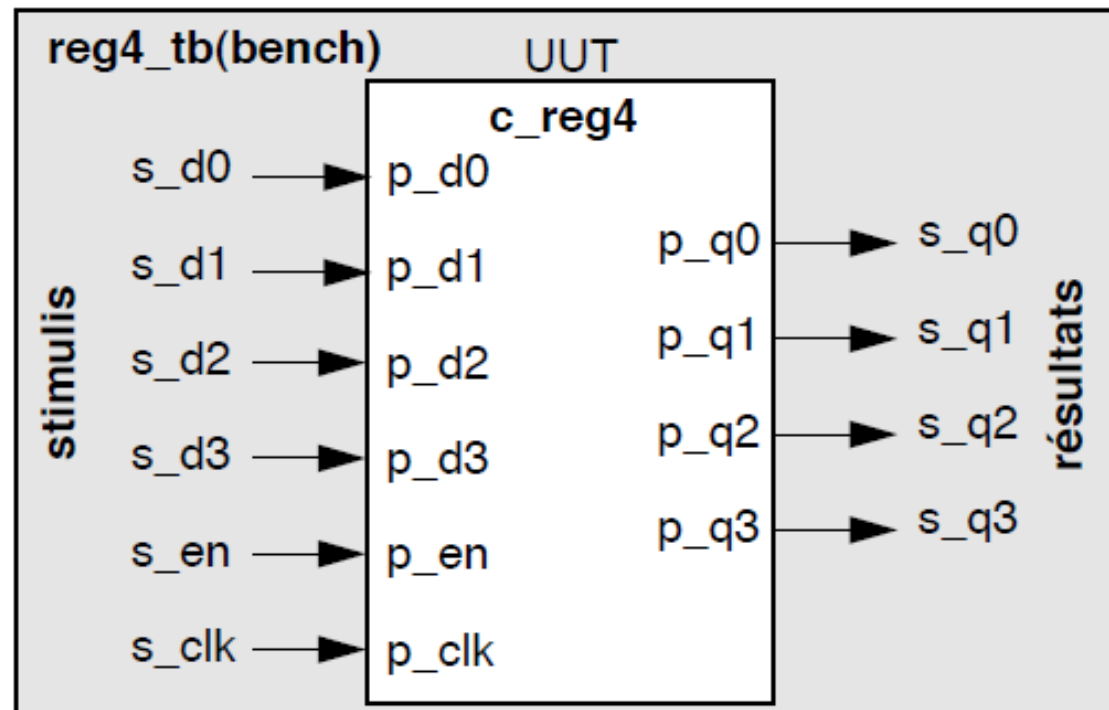 reg4_tb(bench)
UUT
c_reg4
stimulis
s_d0
p_d0
s_d1
p_d1
s_d2
p_d2
s_d3
p_d3
s_en
p_en
s_clk
p_clk
p_q0
s_q0
p_q1
s_q1
p_q2
s_q2
p_q3
s_q3
résultats